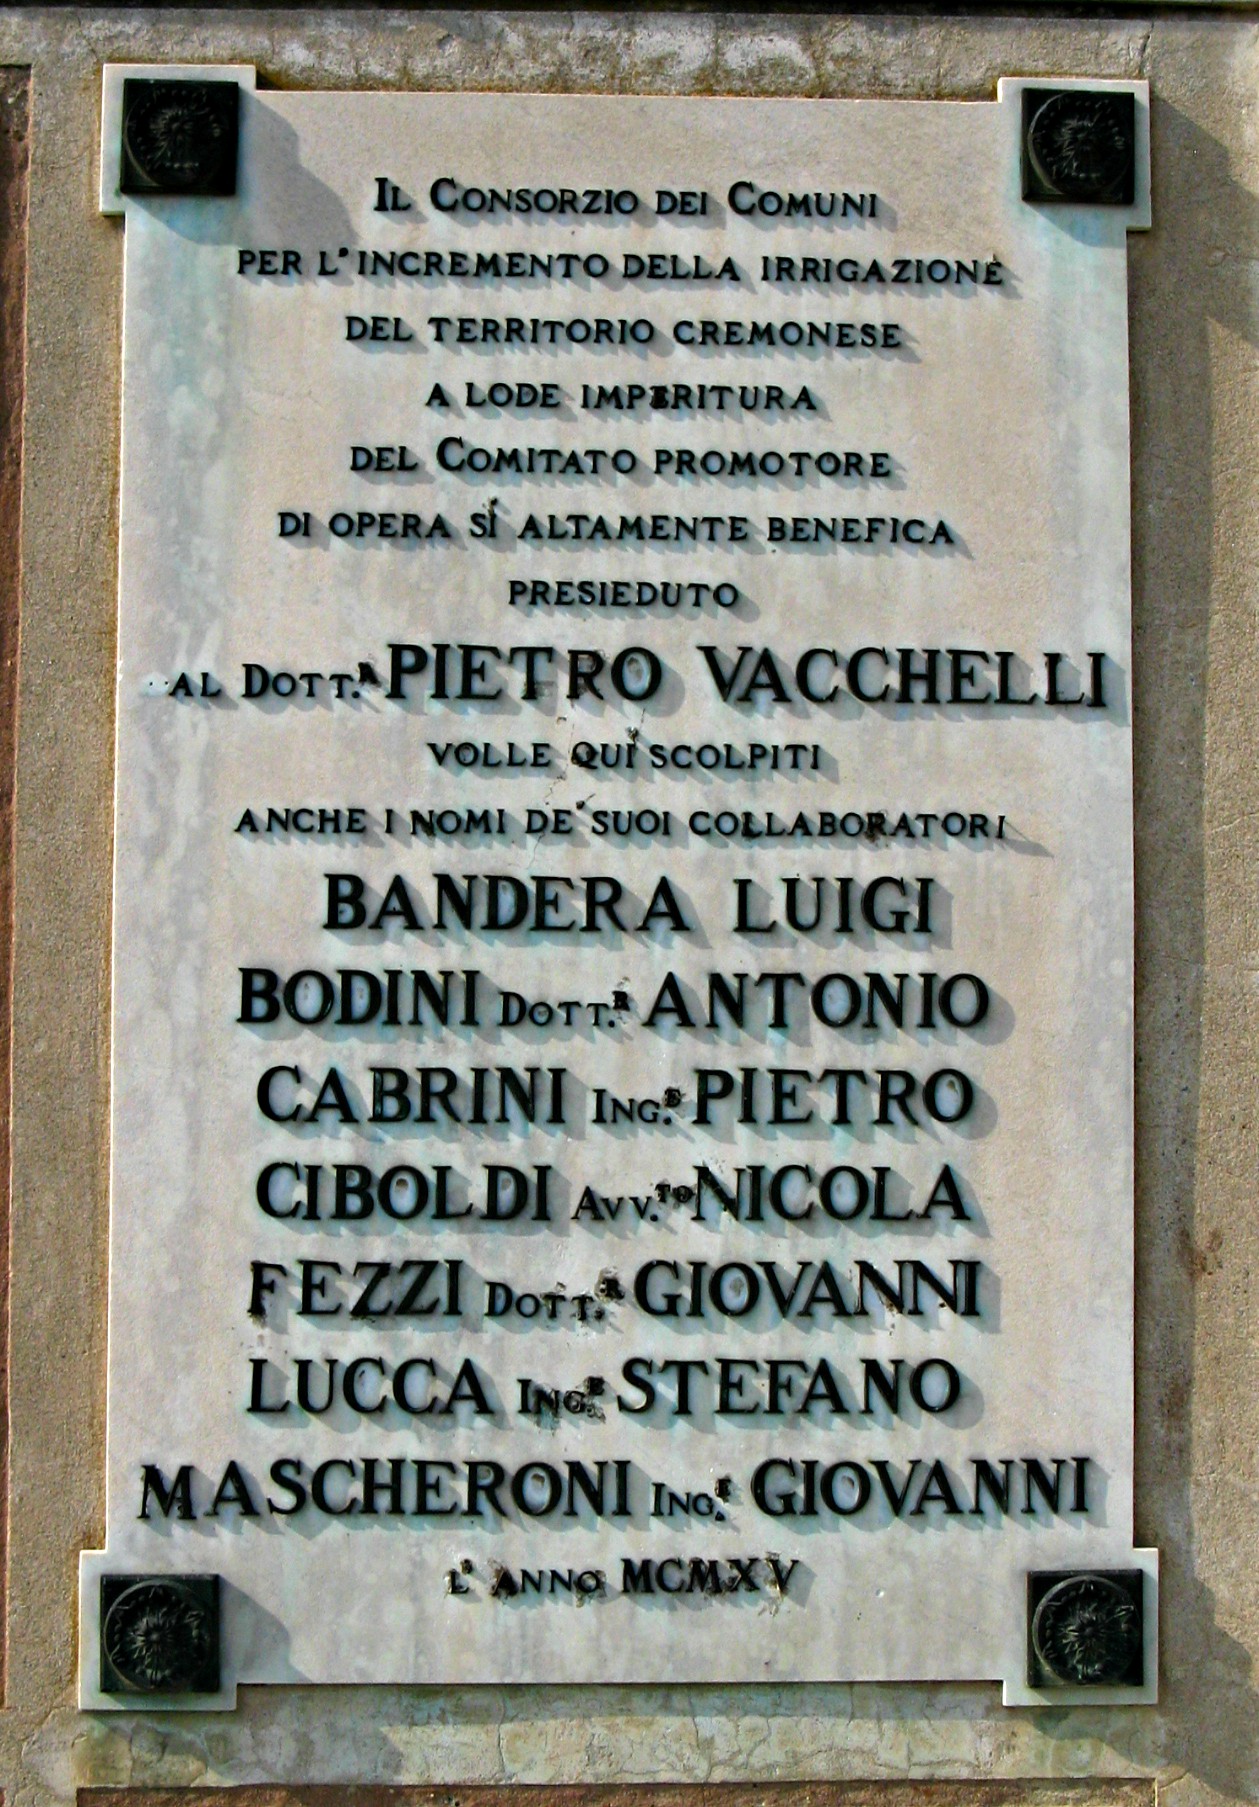 Il Consorzio dei Comuni
per l'incremento della irrigazione
del territorio cremonese
a lode imperitura
del Comitato promotore
di opera sì altamente benefica
presieduto
al Dott.R PIETRO VACCHELLI
volle qui scolpiti
anche i nomi de' suoi collaboratori
BANDERA LUIGI
BODINI Dott.R ANTONIO
CABRINI Ing.E PIETRO
CIBOLDI Avv.TO NICOLA
FEZZI Dott.R GIOVANNI
LUCCA Ing.E STEFANO
MASCHERONI Ing.E GIOVANNI
l'anno MCMXV